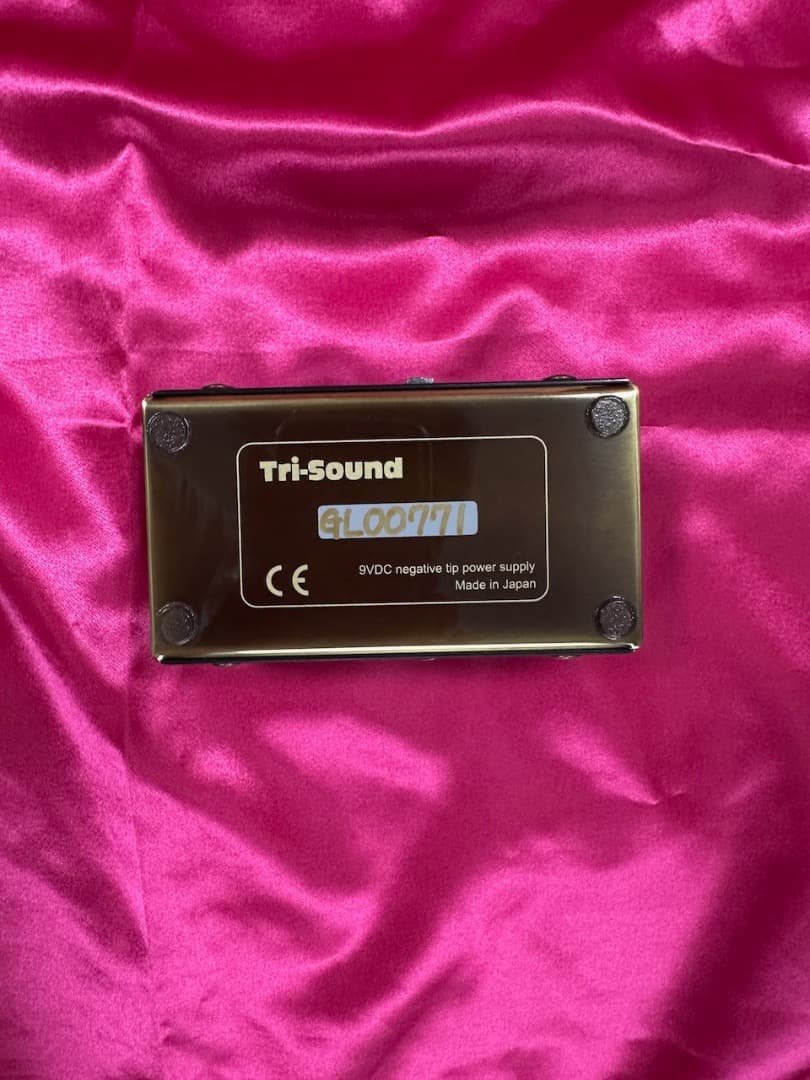 Tri-Sound
GL00771
CE
9VDC negative tip power supply
Made in Japan